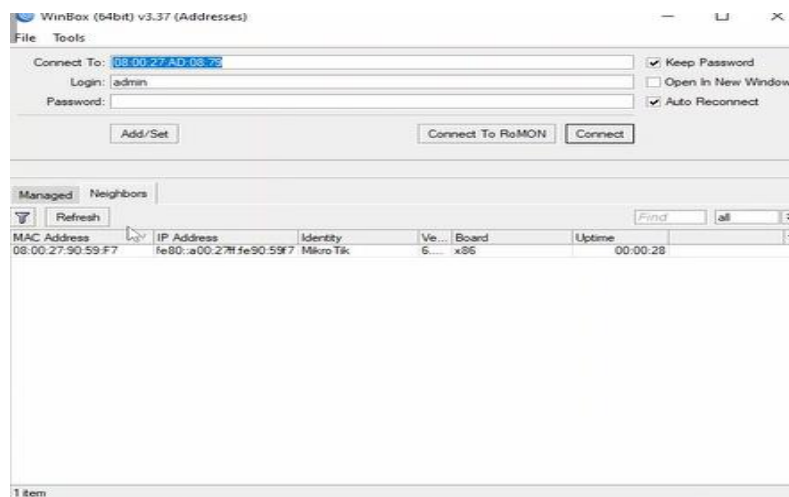 WinBox (64bit) v3.37 (Addresses)
File Tools
Connect To: 08:00:27:AD:08:79
Keep Password
Login: admin
Open In New Window
Password:
Auto Reconnect
Add/Set Connect To RoMON Connect
Managed Neighbors
Refresh Find all
MAC Address IP Address Identity Ve... Board Uptime
08:00:27:90:59:F7 fe80::a00:27ff:fe90:59f7 MikroTik 6.... x86 00:00:28
1 item